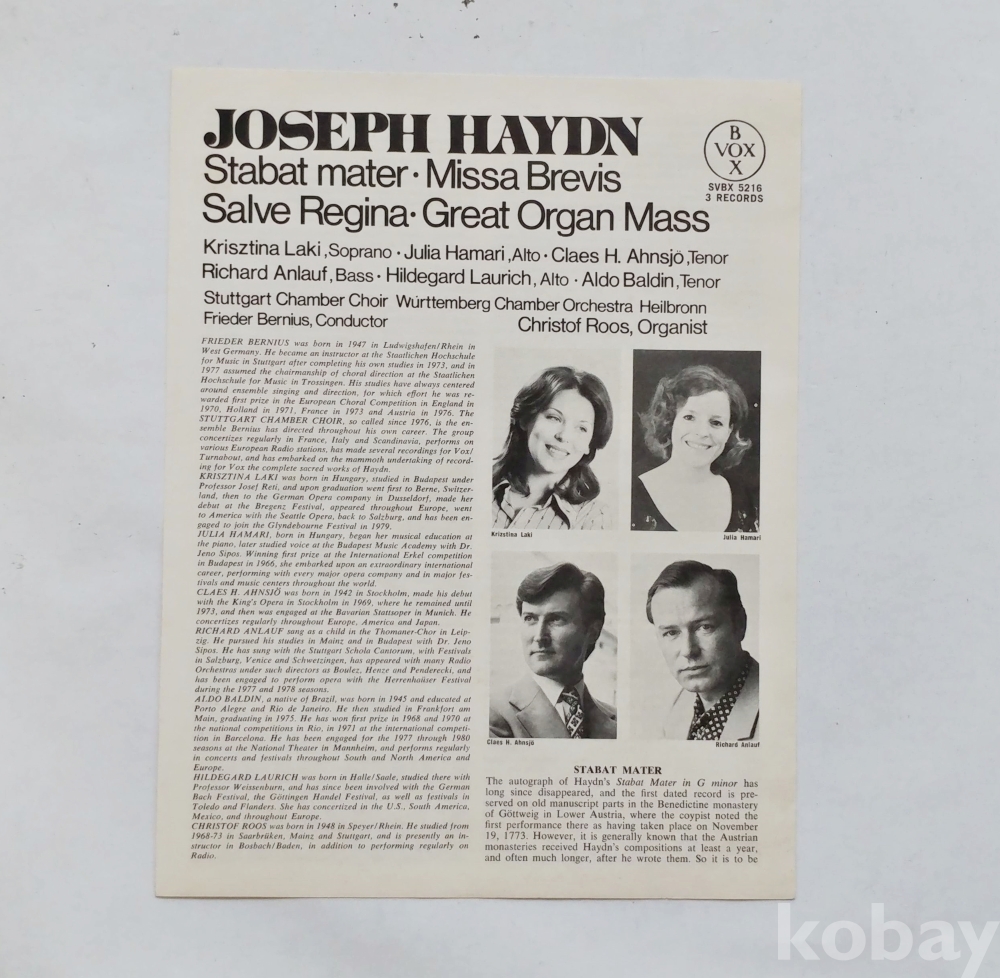 JOSEPH HAYDN
Stabat mater · Missa Brevis
Salve Regina · Great Organ Mass
B
VOX
X
SVBX 5216
3 RECORDS
Krisztina Laki, Soprano · Julia Hamari, Alto · Claes H. Ahnsjö, Tenor
Richard Anlauf, Bass · Hildegard Laurich, Alto · Aldo Baldin, Tenor
Stuttgart Chamber Choir Württemberg Chamber Orchestra Heilbronn
Frieder Bernius, Conductor
Christof Roos, Organist
FRIEDER BERNIUS was born in 1947 in Ludwigshafen/Rhein in
West Germany. He became an instructor at the Staatlichen Hochschule
for Music in Stuttgart after completing his own studies in 1973, and in
1977 assumed the chairmanship of choral direction at the Staatlichen
Hochschule for Music in Trossingen. His studies have always centered
around ensemble singing and direction, for which effort he was re-
warded first prize in the European Choral Competition in England in
1970, Holland in 1971, France in 1973 and Austria in 1976. The
STUTTGART CHAMBER CHOIR, so called since 1976, is the en-
semble Bernius has directed throughout his own career. The group
concertizes regularly in France, Italy and Scandinavia, performs on
various European Radio stations, has made several recordings for Vox/
Turnabout, and has embarked on the mammoth undertaking of record-
ing for Vox the complete sacred works of Haydn.
KRISZTINA LAKI was born in Hungary, studied in Budapest under
Professor Josef Reti, and upon graduation went first to Berne, Switzer-
land, then to the German Opera company in Dusseldorf, made her
debut at the Bregenz Festival, appeared throughout Europe, went
to America with the Seattle Opera, back to Salzburg, and has been en-
gaged to join the Glyndebourne Festival in 1979.
JULIA HAMARI, born in Hungary, began her musical education at
the piano, later studied voice at the Budapest Music Academy with Dr.
Jeno Sipos. Winning first prize at the International Erkel competition
in Budapest in 1966, she embarked upon an extraordinary international
career, performing with every major opera company and in major fes-
tivals and music centers throughout the world.
CLAES H. AHNSJÖ was born in 1942 in Stockholm, made his debut
with the King's Opera in Stockholm in 1969, where he remained until
1973, and then was engaged at the Bavarian Stattsoper in Munich. He
concertizes regularly throughout Europe, America and Japan.
RICHARD ANLAUF sang as a child in the Thomaner-Chor in Leip-
zig. He pursued his studies in Mainz and in Budapest with Dr. Jeno
Sipos. He has sung with the Stuttgart Schola Cantorum, with Festivals
in Salzburg, Venice and Schwetzingen, has appeared with many Radio
Orchestras under such directors as Boulez, Henze and Penderecki, and
has been engaged to perform opera with the Herrenhaüser Festival
during the 1977 and 1978 seasons.
ALDO BALDIN, a native of Brazil, was born in 1945 and educated at
Porto Alegre and Rio de Janeiro. He then studied in Frankfort am
Main, graduating in 1975. He has won first prize in 1968 and 1970 at
the national competitions in Rio, in 1971 at the international competi-
tion in Barcelona. He has been engaged for the 1977 through 1980
seasons at the National Theater in Mannheim, and performs regularly
in concerts and festivals throughout South and North America and
Europe.
HILDEGARD LAURICH was born in Halle/Saale, studied there with
Professor Weissenburn, and has since been involved with the German
Bach Festival, the Göttingen Handel Festival, as well as festivals in
Toledo and Flanders. She has concertized in the U.S., South America,
Mexico, and throughout Europe.
CHRISTOF ROOS was born in 1948 in Speyer/Rhein. He studied from
1968-73 in Saarbrüken, Mainz and Stuttgart, and is presently an in-
structor in Bosbach/Baden, in addition to performing regularly on
Radio.
Krizstina Laki
Julia Hamari
Claes H. Ahnsjö
Richard Anlauf
STABAT MATER
The autograph of Haydn's Stabat Mater in G minor has
long since disappeared, and the first dated record is pre-
served on old manuscript parts in the Benedictine monastery
of Göttweig in Lower Austria, where the copyist noted the
first performance there as having taken place on November
19, 1773. However, it is generally known that the Austrian
monasteries received Haydn's compositions at least a year,
and often much longer, after he wrote them. So it is to be
kobay